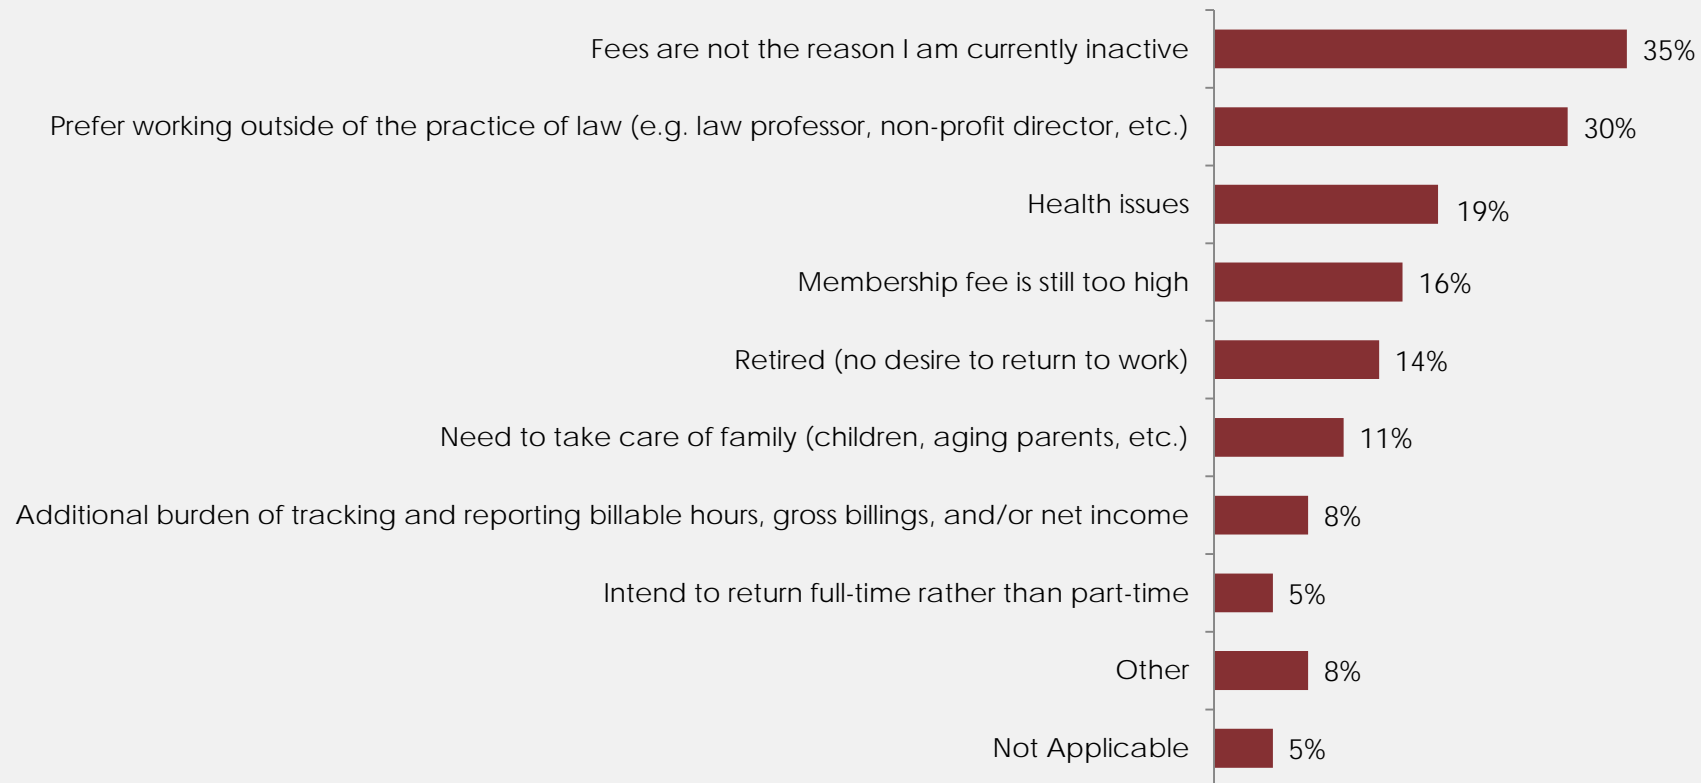 Fees are not the reason I am currently inactive 35%
Prefer working outside of the practice of law (e.g. law professor, non-profit director, etc.) 30%
Health issues 19%
Membership fee is still too high 16%
Retired (no desire to return to work) 14%
Need to take care of family (children, aging parents, etc.) 11%
Additional burden of tracking and reporting billable hours, gross billings, and/or net income 8%
Intend to return full-time rather than part-time 5%
Other 8%
Not Applicable 5%